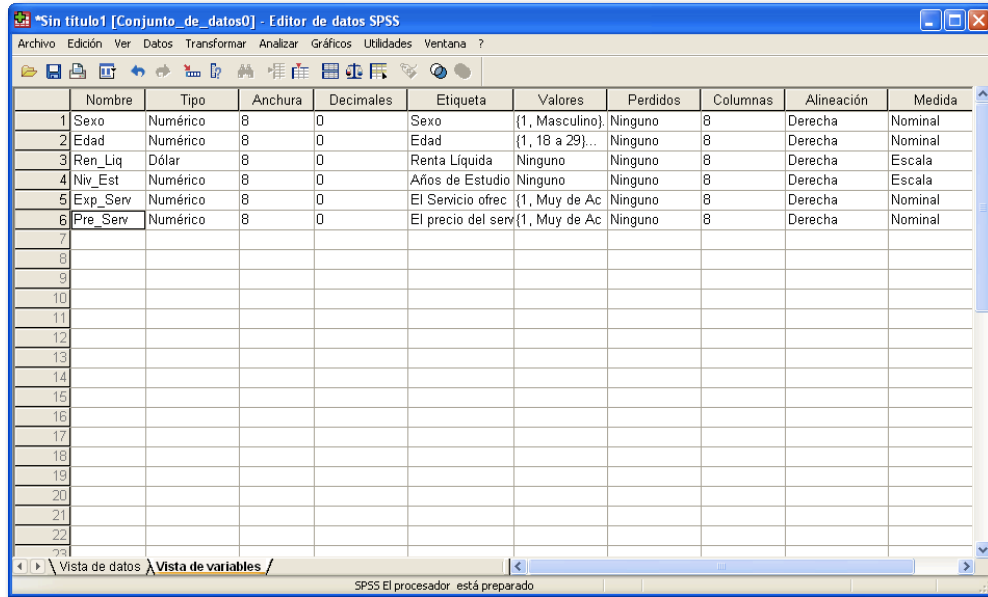 *Sin título1 [Conjunto_de_datos0] - Editor de datos SPSS
Archivo Edición Ver Datos Transformar Analizar Gráficos Utilidades Ventana ?
Nombre Tipo Anchura Decimales Etiqueta Valores Perdidos Columnas Alineación Medida
1 Sexo Numérico 8 0 Sexo {1, Masculino}. Ninguno 8 Derecha Nominal
2 Edad Numérico 8 0 Edad {1, 18 a 29}... Ninguno 8 Derecha Nominal
3 Ren_Liq Dólar 8 0 Renta Líquida Ninguno Ninguno 8 Derecha Escala
4 Niv_Est Numérico 8 0 Años de Estudio Ninguno Ninguno 8 Derecha Escala
5 Exp_Serv Numérico 8 0 El Servicio ofrec {1, Muy de Ac Ninguno 8 Derecha Nominal
6 Pre_Serv Numérico 8 0 El precio del serv {1, Muy de Ac Ninguno 8 Derecha Nominal
7
8
9
10
11
12
13
14
15
16
17
18
19
20
21
22
23
Vista de datos Vista de variables
SPSS El procesador está preparado